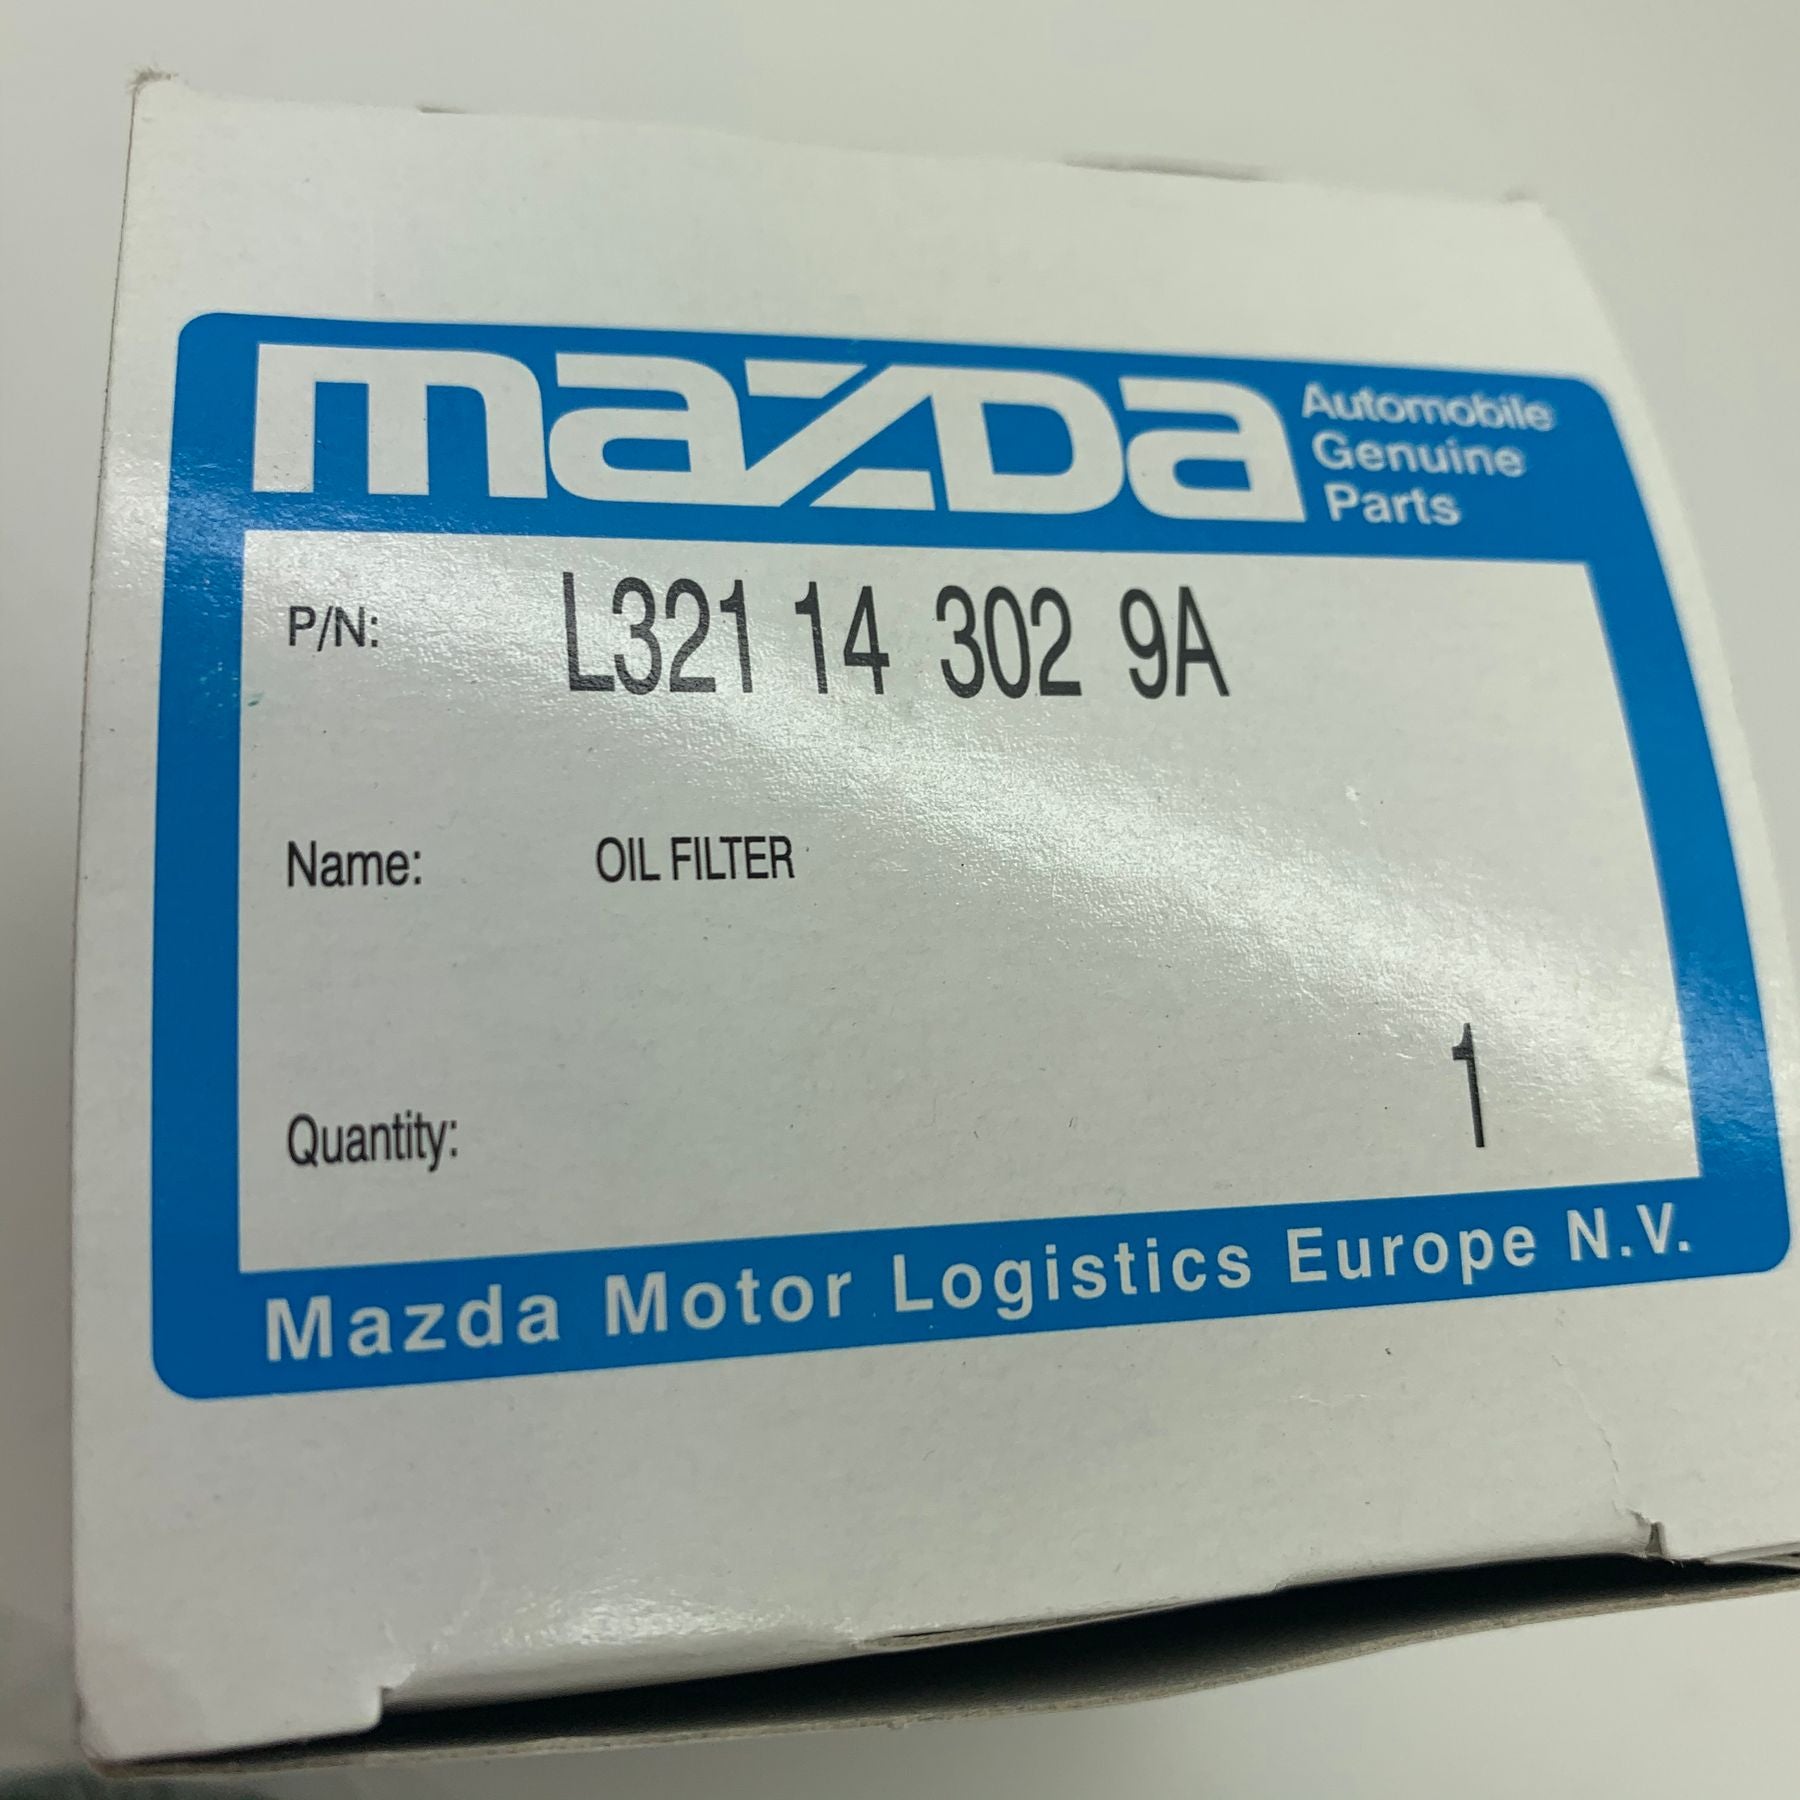 mazda
Automobile
Genuine
Parts
P/N: L321 14 302 9A
Name: OIL FILTER
Quantity: 1
Mazda Motor Logistics Europe N.V.